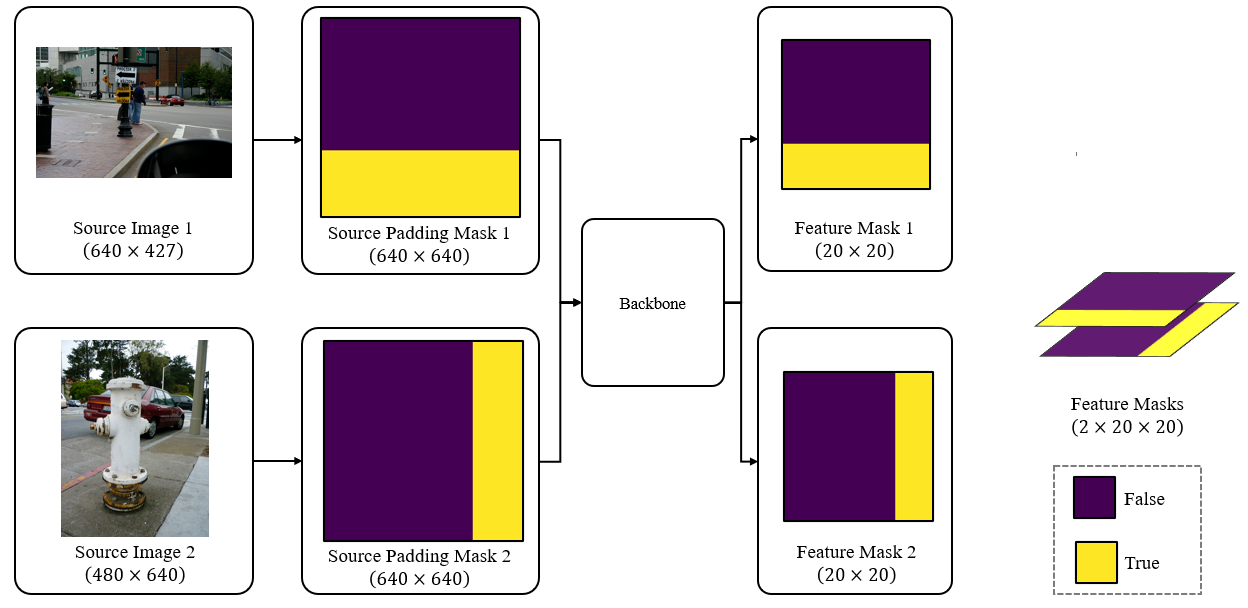 Source Image 1
(640 × 427)
Source Padding Mask 1
(640 × 640)
Feature Mask 1
(20 × 20)
Backbone
Source Image 2
(480 × 640)
Source Padding Mask 2
(640 × 640)
Feature Mask 2
(20 × 20)
Feature Masks
(2 × 20 × 20)
False
True